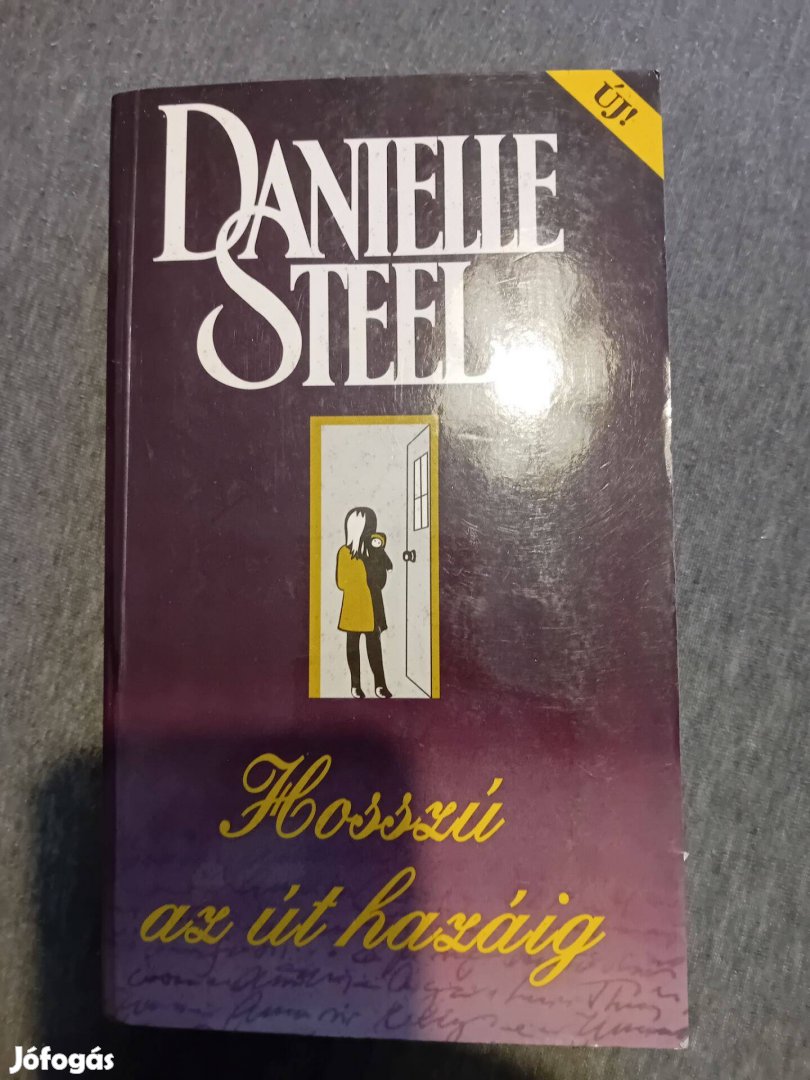 ÚJ!
DANIELLE
STEEL
Hosszú
az út hazáig
Jófogás